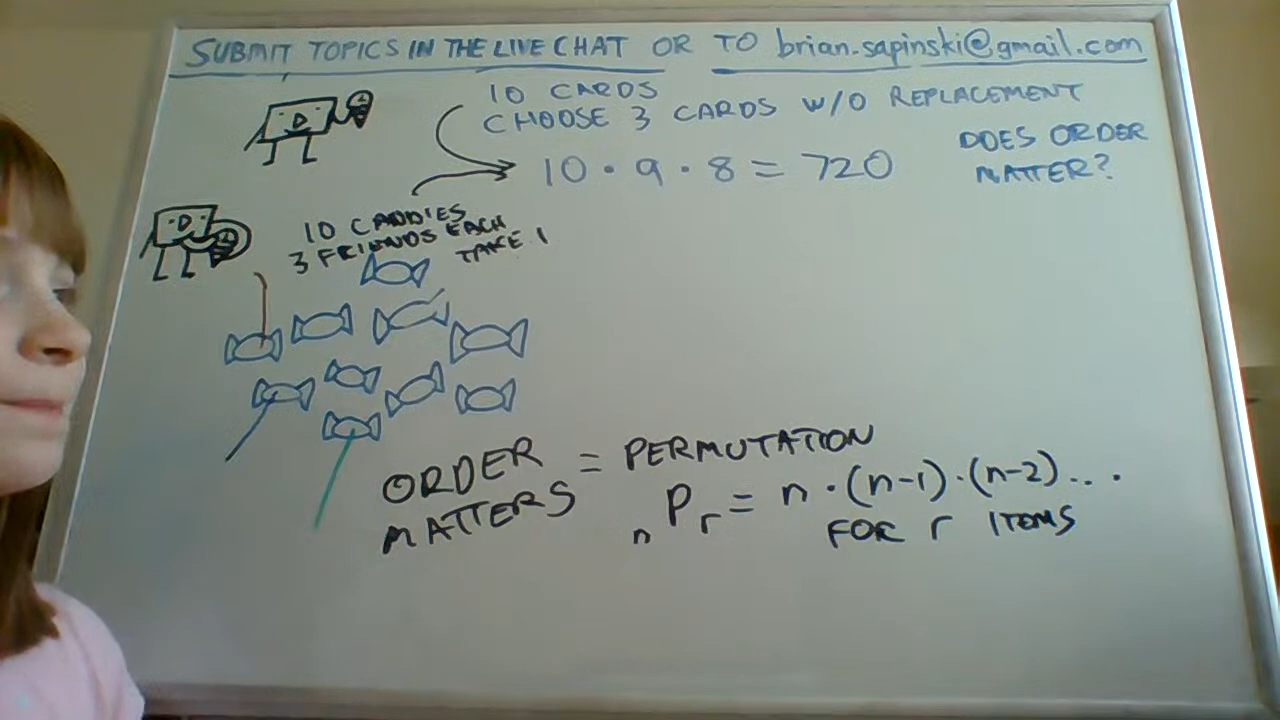 SUBMIT TOPICS IN THE LIVE CHAT OR TO brian.sapinski@gmail.com
10 CARDS
CHOOSE 3 CARDS W/O REPLACEMENT
DOES ORDER
MATTER?
10 · 9 · 8 = 720
D
D
10 CADDIES
3 FRIENDS EACH
TAKE 1
ORDER
MATTERS
= PERMUTATION
nPr = n · (n-1) · (n-2) ...
FOR r ITEMS